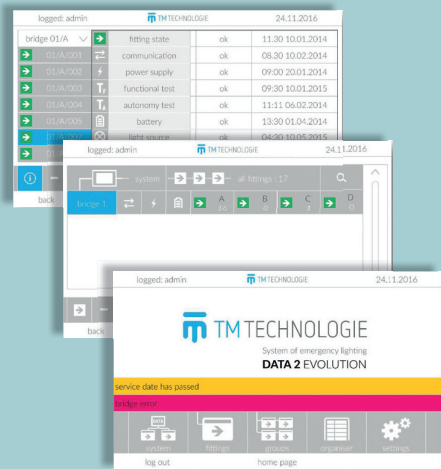 logged: admin TM TECHNOLOGIE 24.11.2016
bridge 01/A fitting state ok 11.30 10.01.2014
01/A/001 communication ok 08.30 10.02.2014
01/A/002 power supply ok 09:00 20.01.2014
01/A/003 functional test ok 09:30 10.01.2015
01/A/004 autonomy test ok 11:11 06.02.2014
01/A/005 battery ok 13:30 01.04.2014
light source ok 04:30 10.05.2015
back
logged: admin TM TECHNOLOGIE 24.11.2016
system all fittings : 17
bridge 1 A B C D
back
logged: admin TM TECHNOLOGIE 24.11.2016
TM TECHNOLOGIE
System of emergency lighting
DATA 2 EVOLUTION
service date has passed
bridge error
DATA
system fittings groups organiser settings
log out home page